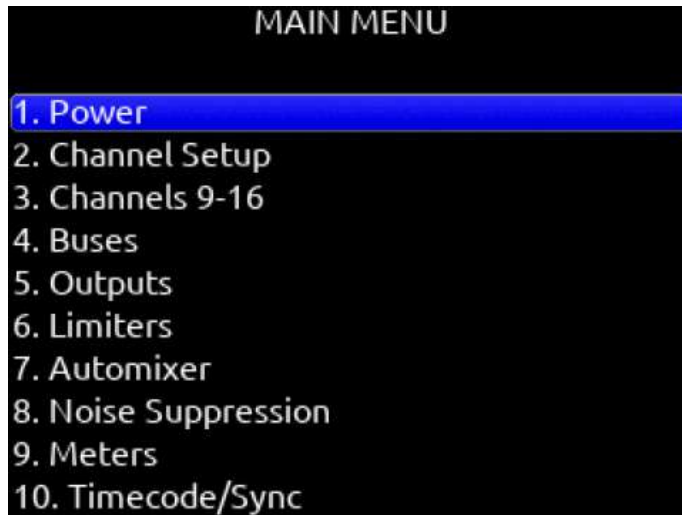 MAIN MENU
1. Power
2. Channel Setup
3. Channels 9-16
4. Buses
5. Outputs
6. Limiters
7. Automixer
8. Noise Suppression
9. Meters
10. Timecode/Sync